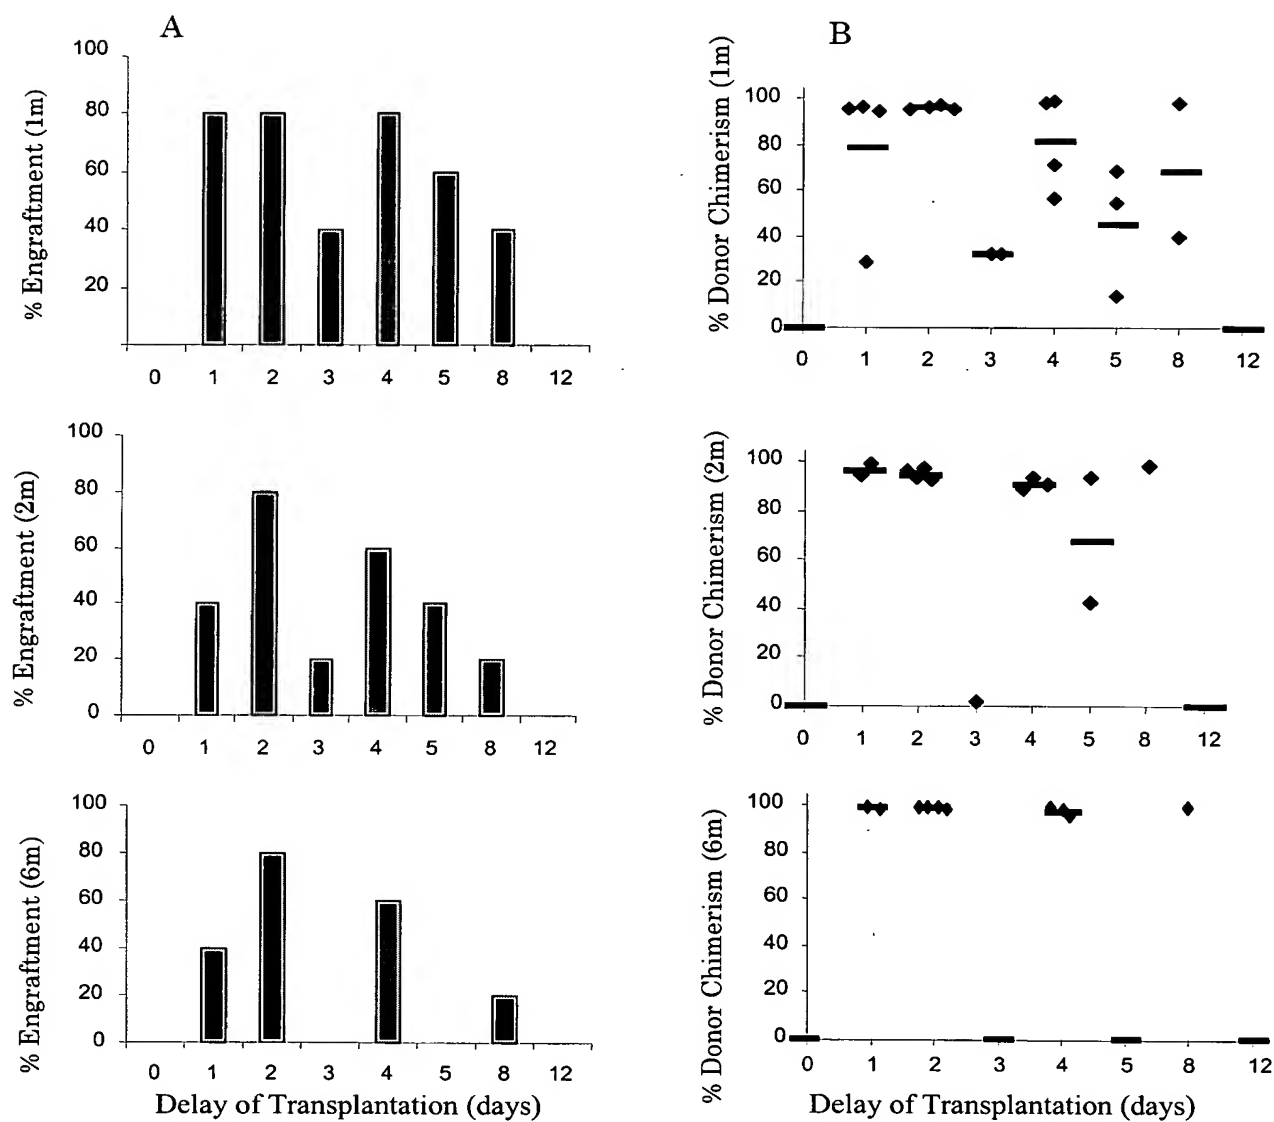 A
B
% Engraftment (1m)
100
80
60
40
20
0 1 2 3 4 5 8 12
% Donor Chimerism (1m)
100
80
60
40
20
0
0 1 2 3 4 5 8 12
% Engraftment (2m)
100
80
60
40
20
0
0 1 2 3 4 5 8 12
% Donor Chimerism (2m)
100
80
60
40
20
0
0 1 2 3 4 5 8 12
% Engraftment (6m)
100
80
60
40
20
0
0 1 2 3 4 5 8 12
Delay of Transplantation (days)
% Donor Chimerism (6m)
100
80
60
40
20
0
0 1 2 3 4 5 8 12
Delay of Transplantation (days)